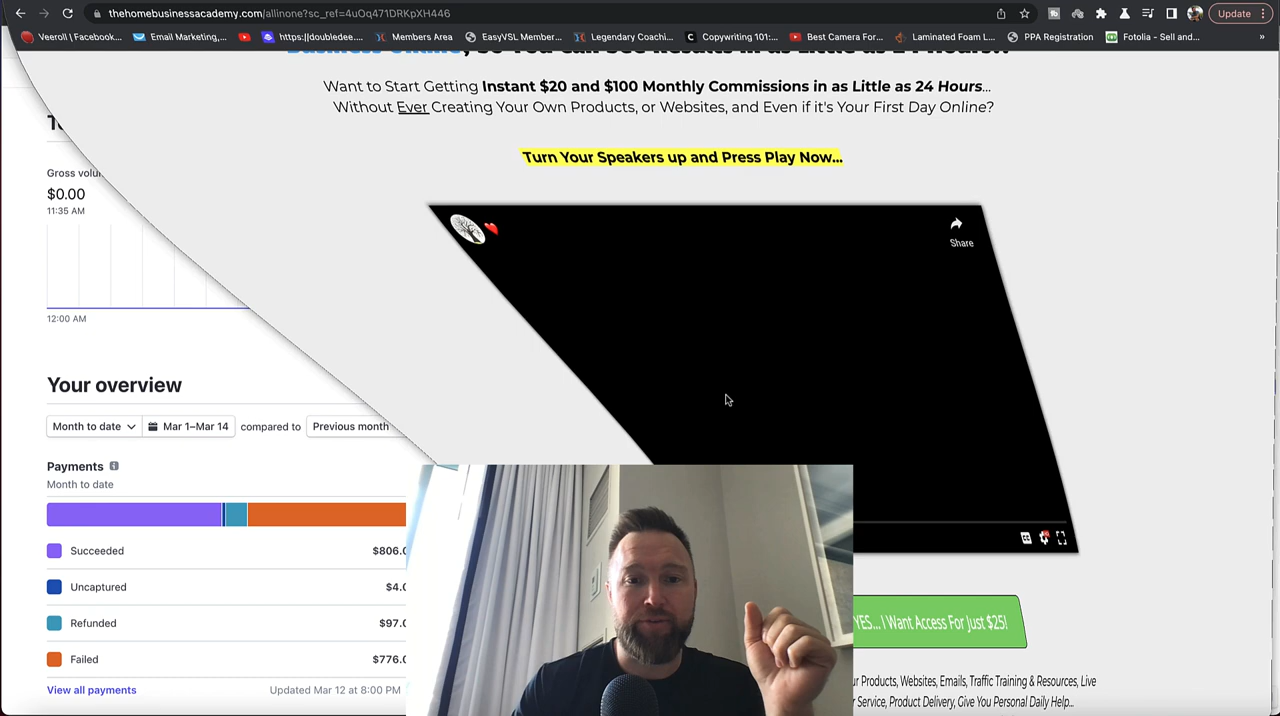 thehomebusinessacademy.com/allinone?sc_ref=4uOq471DRKpXH446
Update
Veeroll | Facebook...
Email Marketing,...
https://doubledee...
Members Area
EasyVSL Member...
Legendary Coachi...
Copywriting 101:...
Best Camera For...
Laminated Foam L...
PPA Registration
Fotolia - Sell and...
»
Want to Start Getting Instant $20 and $100 Monthly Commissions in as Little as 24 Hours...
Without Ever Creating Your Own Products, or Websites, and Even if it's Your First Day Online?
Turn Your Speakers up and Press Play Now...
Share
Gross volu
$0.00
11:35 AM
12:00 AM
Your overview
Month to date
Mar 1–Mar 14
compared to
Previous month
Payments
Month to date
Succeeded
$806.0
Uncaptured
$4.0
Refunded
$97.0
Failed
$776.0
View all payments
Updated Mar 12 at 8:00 PM
YES... I Want Access For Just $25!
Products, Websites, Emails, Traffic Training & Resources, Live
Service, Product Delivery, Give You Personal Daily Help...